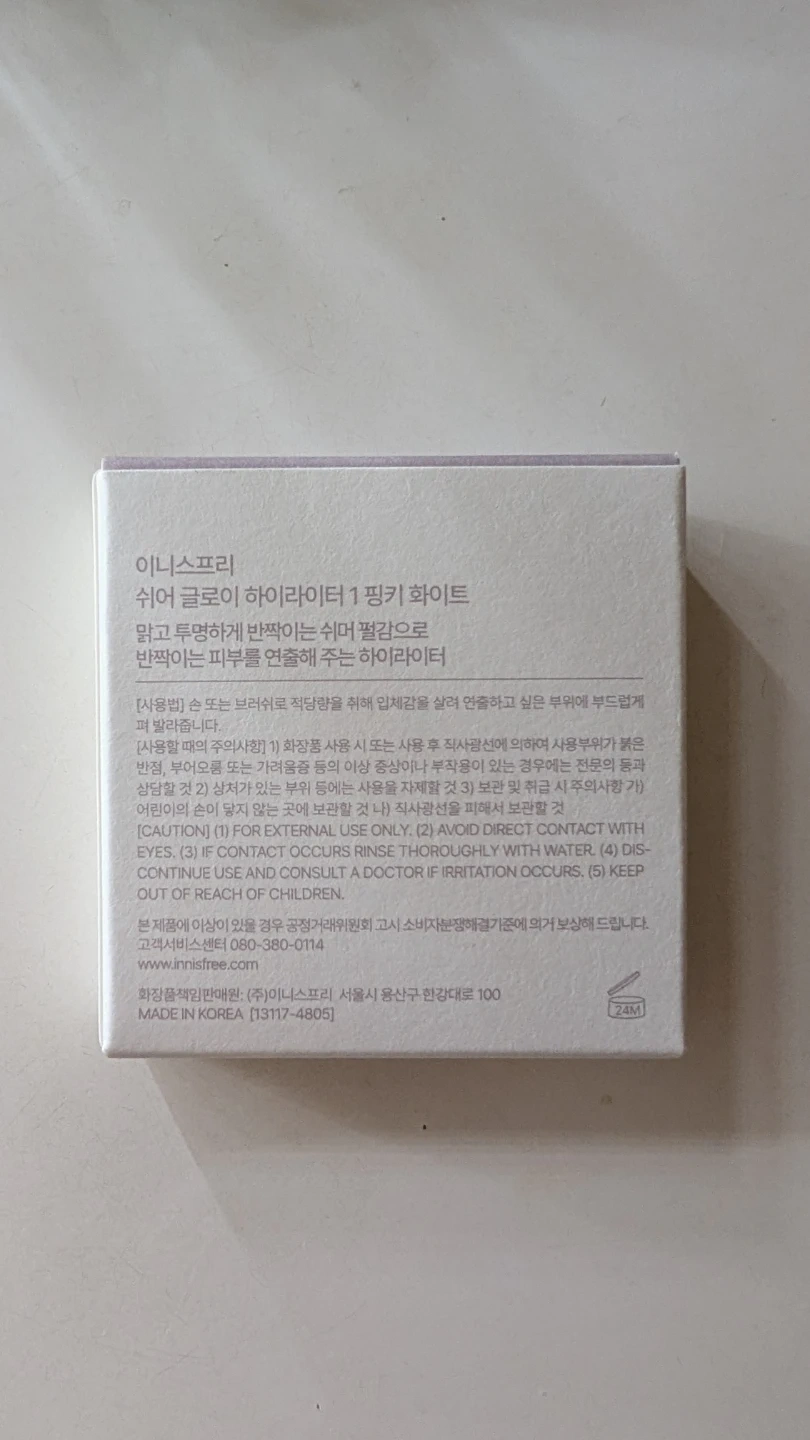 이니스프리
쉬어 글로이 하이라이터 1 핑키 화이트
맑고 투명하게 반짝이는 쉬머 펄감으로
반짝이는 피부를 연출해 주는 하이라이터
[사용법] 손 또는 브러쉬로 적당량을 취해 입체감을 살려 연출하고 싶은 부위에 부드럽게
펴 발라줍니다.
[사용할 때의 주의사항] 1) 화장품 사용 시 또는 사용 후 직사광선에 의하여 사용부위가 붉은
반점, 부어오름 또는 가려움증 등의 이상 증상이나 부작용이 있는 경우에는 전문의 등과
상담할 것 2) 상처가 있는 부위 등에는 사용을 자제할 것 3) 보관 및 취급 시 주의사항 가)
어린이의 손이 닿지 않는 곳에 보관할 것 나) 직사광선을 피해서 보관할 것
[CAUTION] (1) FOR EXTERNAL USE ONLY. (2) AVOID DIRECT CONTACT WITH
EYES. (3) IF CONTACT OCCURS RINSE THOROUGHLY WITH WATER. (4) DIS-
CONTINUE USE AND CONSULT A DOCTOR IF IRRITATION OCCURS. (5) KEEP
OUT OF REACH OF CHILDREN.
본 제품에 이상이 있을 경우 공정거래위원회 고시 소비자분쟁해결기준에 의거 보상해 드립니다.
고객서비스센터 080-380-0114
www.innisfree.com
화장품책임판매원: (주)이니스프리 서울시 용산구 한강대로 100
MADE IN KOREA [13117-4805]
24M